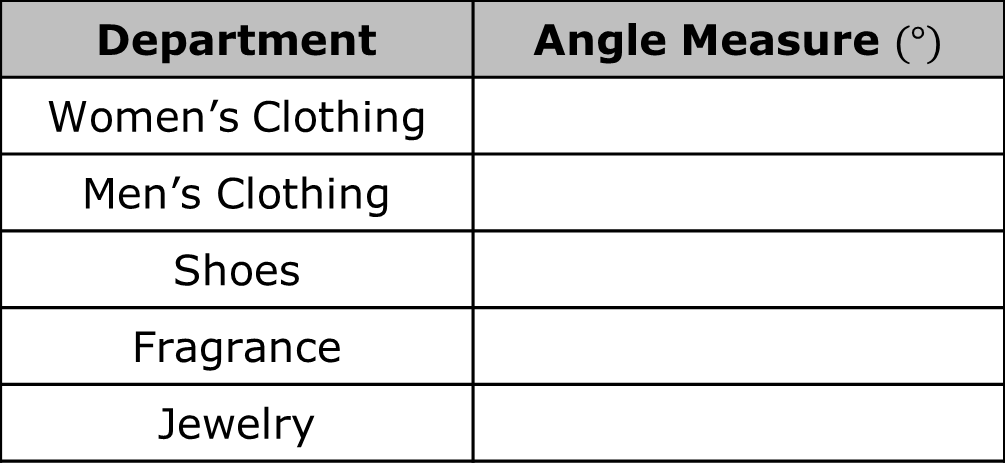 Department Angle Measure (°)
Women’s Clothing
Men’s Clothing
Shoes
Fragrance
Jewelry